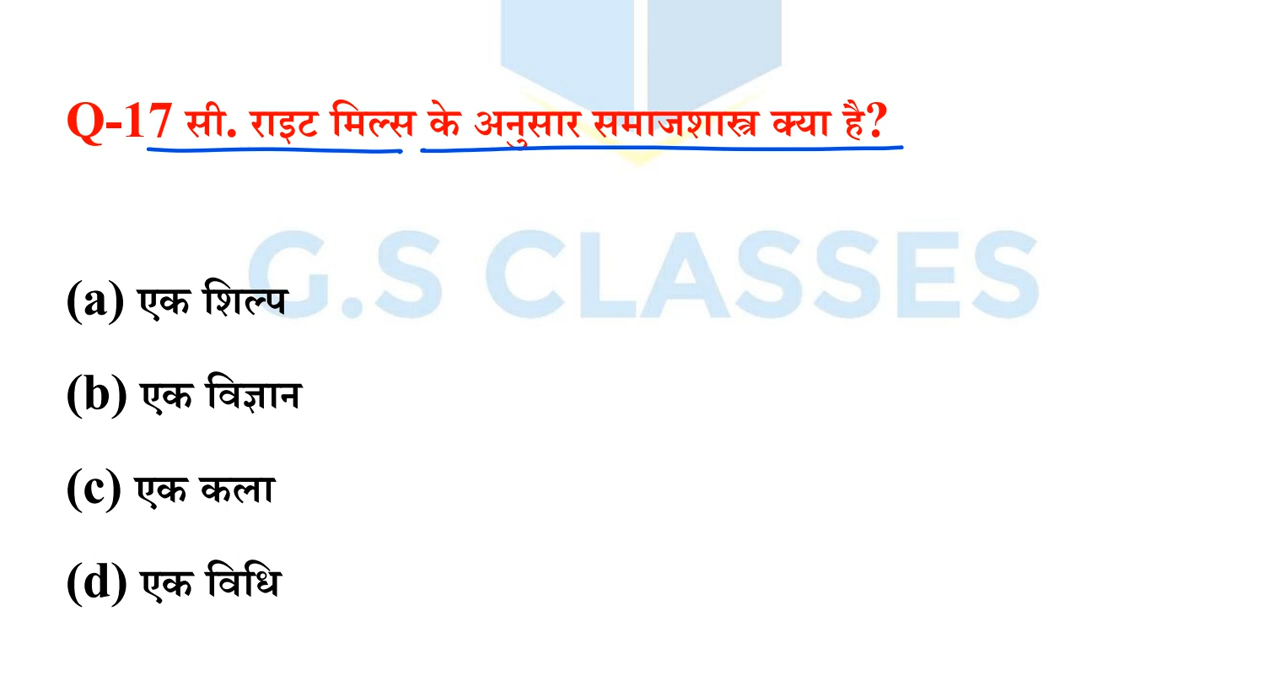 Q-17 सी. राइट मिल्स के अनुसार समाजशास्त्र क्या है?
G.S CLASSES
(a) एक शिल्प
(b) एक विज्ञान
(c) एक कला
(d) एक विधि